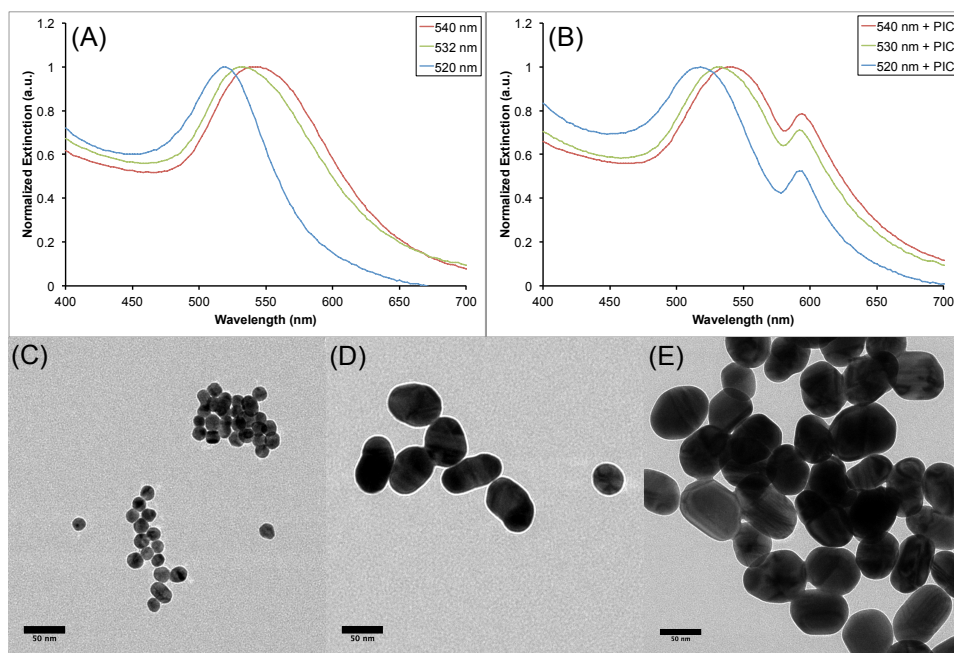 (A)
540 nm
532 nm
520 nm
Normalized Extinction (a.u.)
1.2
1
0.8
0.6
0.4
0.2
0
400 450 500 550 600 650 700
Wavelength (nm)
(B)
540 nm + PIC
530 nm + PIC
520 nm + PIC
Normalized Extinction (a.u.)
1.2
1
0.8
0.6
0.4
0.2
0
400 450 500 550 600 650 700
Wavelength (nm)
(C)
50 nm
(D)
50 nm
(E)
50 nm